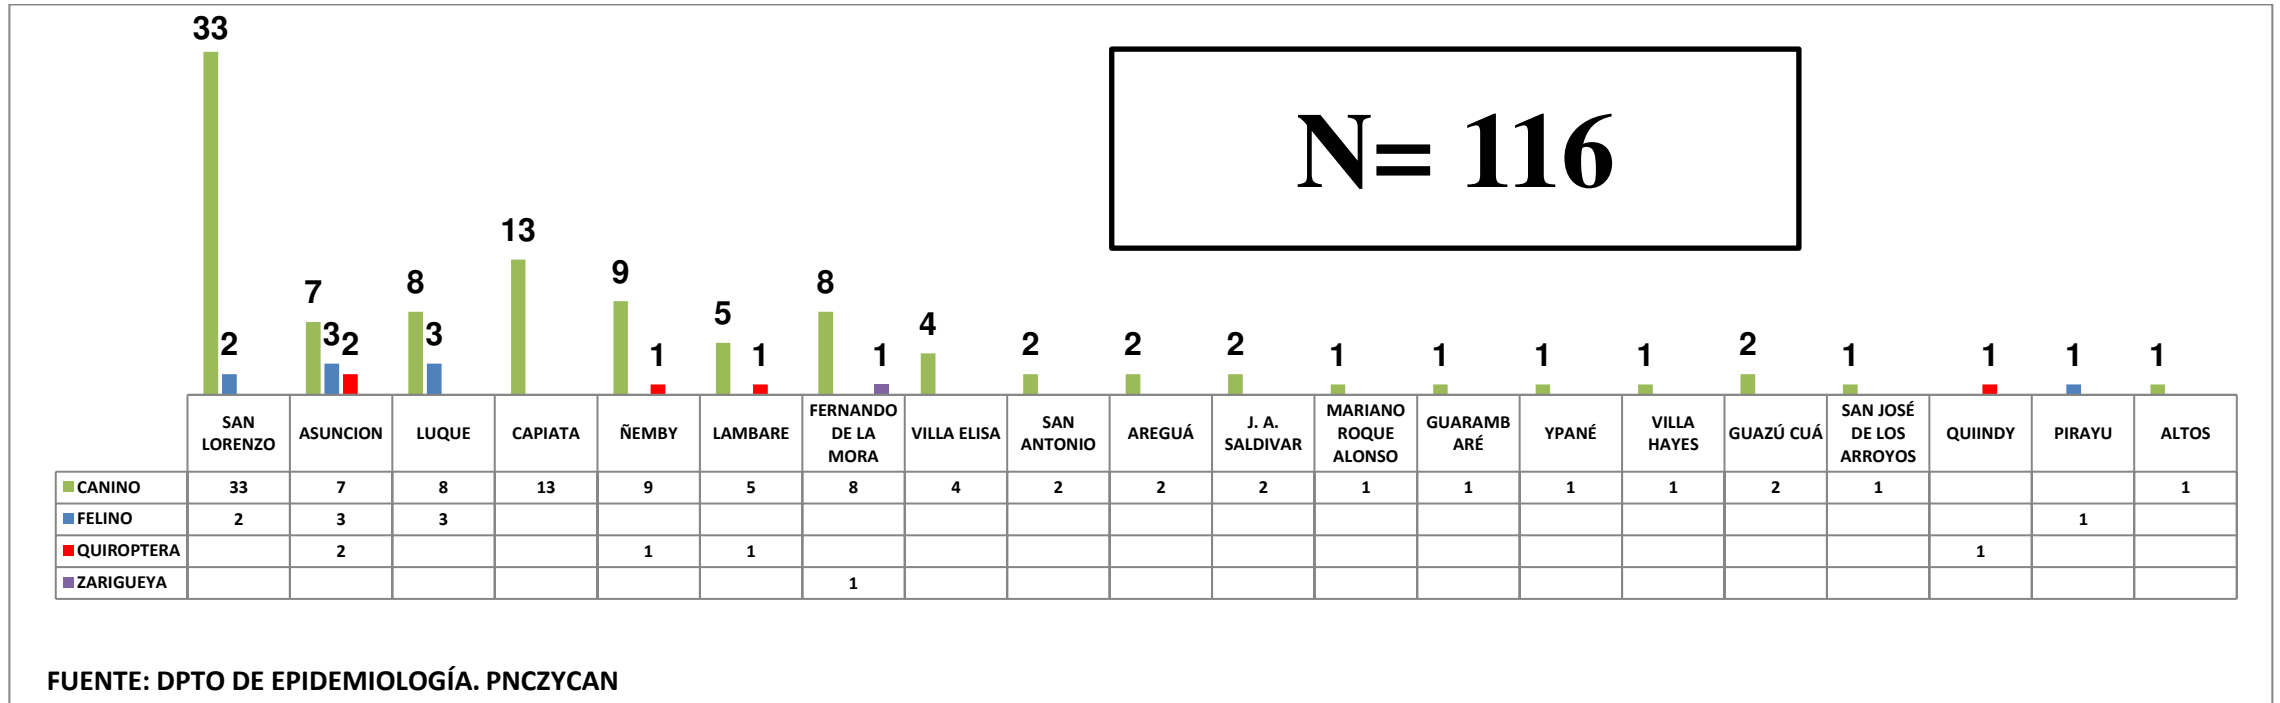 33
2
7
3
2
8
3
13
9
1
5
1
8
1
4
2
2
2
1
1
1
1
2
1
1
1
1
N= 116
SAN LORENZO
ASUNCION
LUQUE
CAPIATA
ÑEMBY
LAMBARE
FERNANDO DE LA MORA
VILLA ELISA
SAN ANTONIO
AREGUÁ
J. A. SALDIVAR
MARIANO ROQUE ALONSO
GUARAMB ARÉ
YPANÉ
VILLA HAYES
GUAZÚ CUÁ
SAN JOSÉ DE LOS ARROYOS
QUIINDY
PIRAYU
ALTOS
CANINO 33 7 8 13 9 5 8 4 2 2 2 1 1 1 1 2 1 1
FELINO 2 3 3 1
QUIROPTERA 2 1 1 1
ZARIGUEYA 1
FUENTE: DPTO DE EPIDEMIOLOGÍA. PNCZYCAN